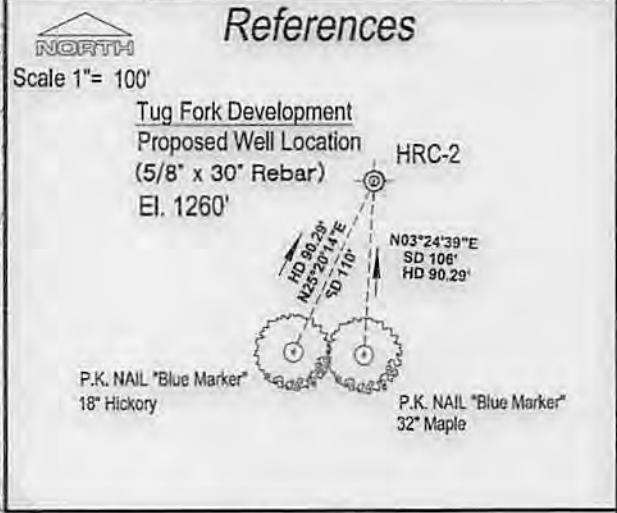 References
NORTH
Scale 1"= 100'
Tug Fork Development
Proposed Well Location
(5/8" x 30" Rebar)
El. 1260'
HRC-2
HD 90.29'
N25°20'14"E
SD 110'
N03°24'39"E
SD 106'
HD 90.29'
P.K. NAIL "Blue Marker"
18" Hickory
P.K. NAIL "Blue Marker"
32" Maple